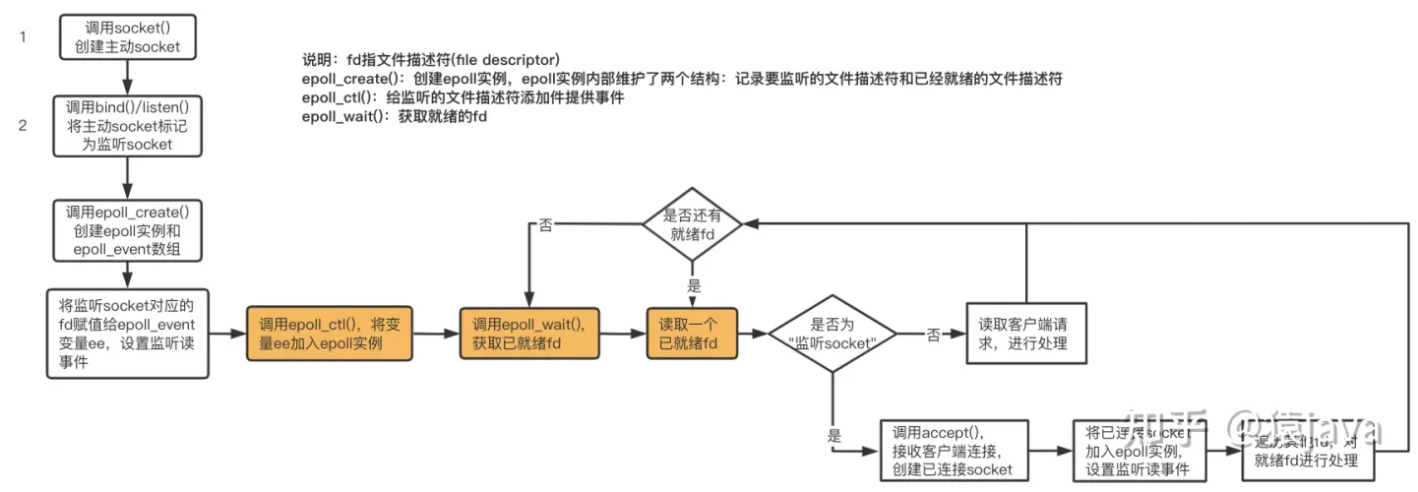 1
调用socket()
创建主动socket
说明：fd指文件描述符(file descriptor)
epoll_create()：创建epoll实例，epoll实例内部维护了两个结构：记录要监听的文件描述符和已经就绪的文件描述符
epoll_ctl()：给监听的文件描述符添加件提供事件
epoll_wait()：获取就绪的fd
2
调用bind()/listen()
将主动socket标记
为监听socket
调用epoll_create()
创建epoll实例和
epoll_event数组
将监听socket对应的
fd赋值给epoll_event
变量ee，设置监听读
事件
调用epoll_ctl()，将变
量ee加入epoll实例
调用epoll_wait(),
获取已就绪fd
否
是否还有
就绪fd
是
读取一个
已就绪fd
是否为
"监听socket"
否
读取客户端请
求，进行处理
是
调用accept()，
接收客户端连接，
创建已连接socket
将已连接socket
加入epoll实例，
设置监听读事件
遍历其他fd，对
就绪fd进行处理
知乎 @猿java